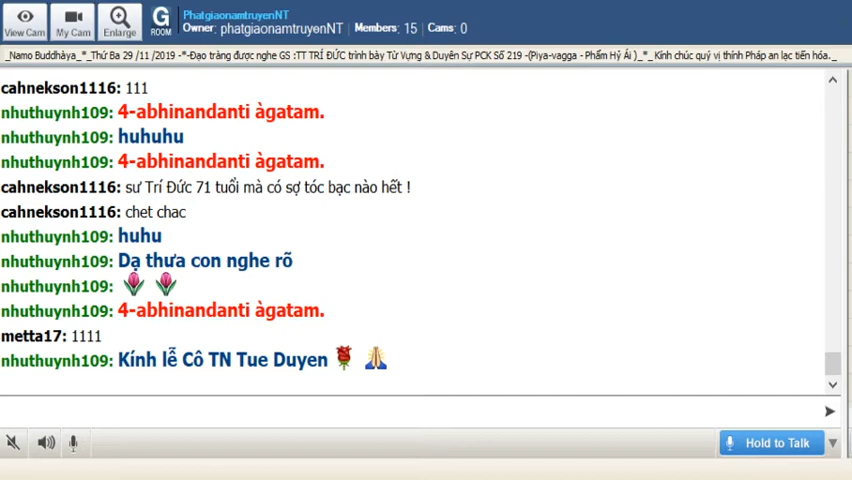 View Cam
My Cam
Enlarge
G
ROOM
PhatgiaonamtruyenNT
Owner: phatgiaonamtruyenNT Members: 15 Cams: 0
_Namo Buddhàya_*_Thứ Ba 29 /11 /2019 -*-Đạo tràng được nghe GS :TT TRÍ ĐỨC trình bày Từ Vựng & Duyên Sự PCK Số 219 -(Piya-vagga - Phẩm Hỷ Ái )_*_ Kính chúc quý vị thính Pháp an lạc tiến hóa._
cahnekson1116: 111
nhuthuynh109: 4-abhinandanti àgatam.
nhuthuynh109: huhuhu
nhuthuynh109: 4-abhinandanti àgatam.
cahnekson1116: sư Trí Đức 71 tuổi mà có sợ tóc bạc nào hết !
cahnekson1116: chet chac
nhuthuynh109: huhu
nhuthuynh109: Dạ thưa con nghe rõ
nhuthuynh109:
nhuthuynh109: 4-abhinandanti àgatam.
metta17: 1111
nhuthuynh109: Kính lễ Cô TN Tue Duyen
Hold to Talk